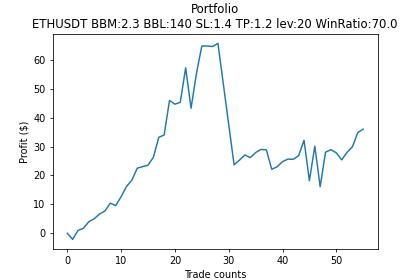 Portfolio
ETHUSDT BBM:2.3 BBL:140 SL:1.4 TP:1.2 lev:20 WinRatio:70.0
60
50
40
30
20
10
0
Profit ($)
0 10 20 30 40 50
Trade counts